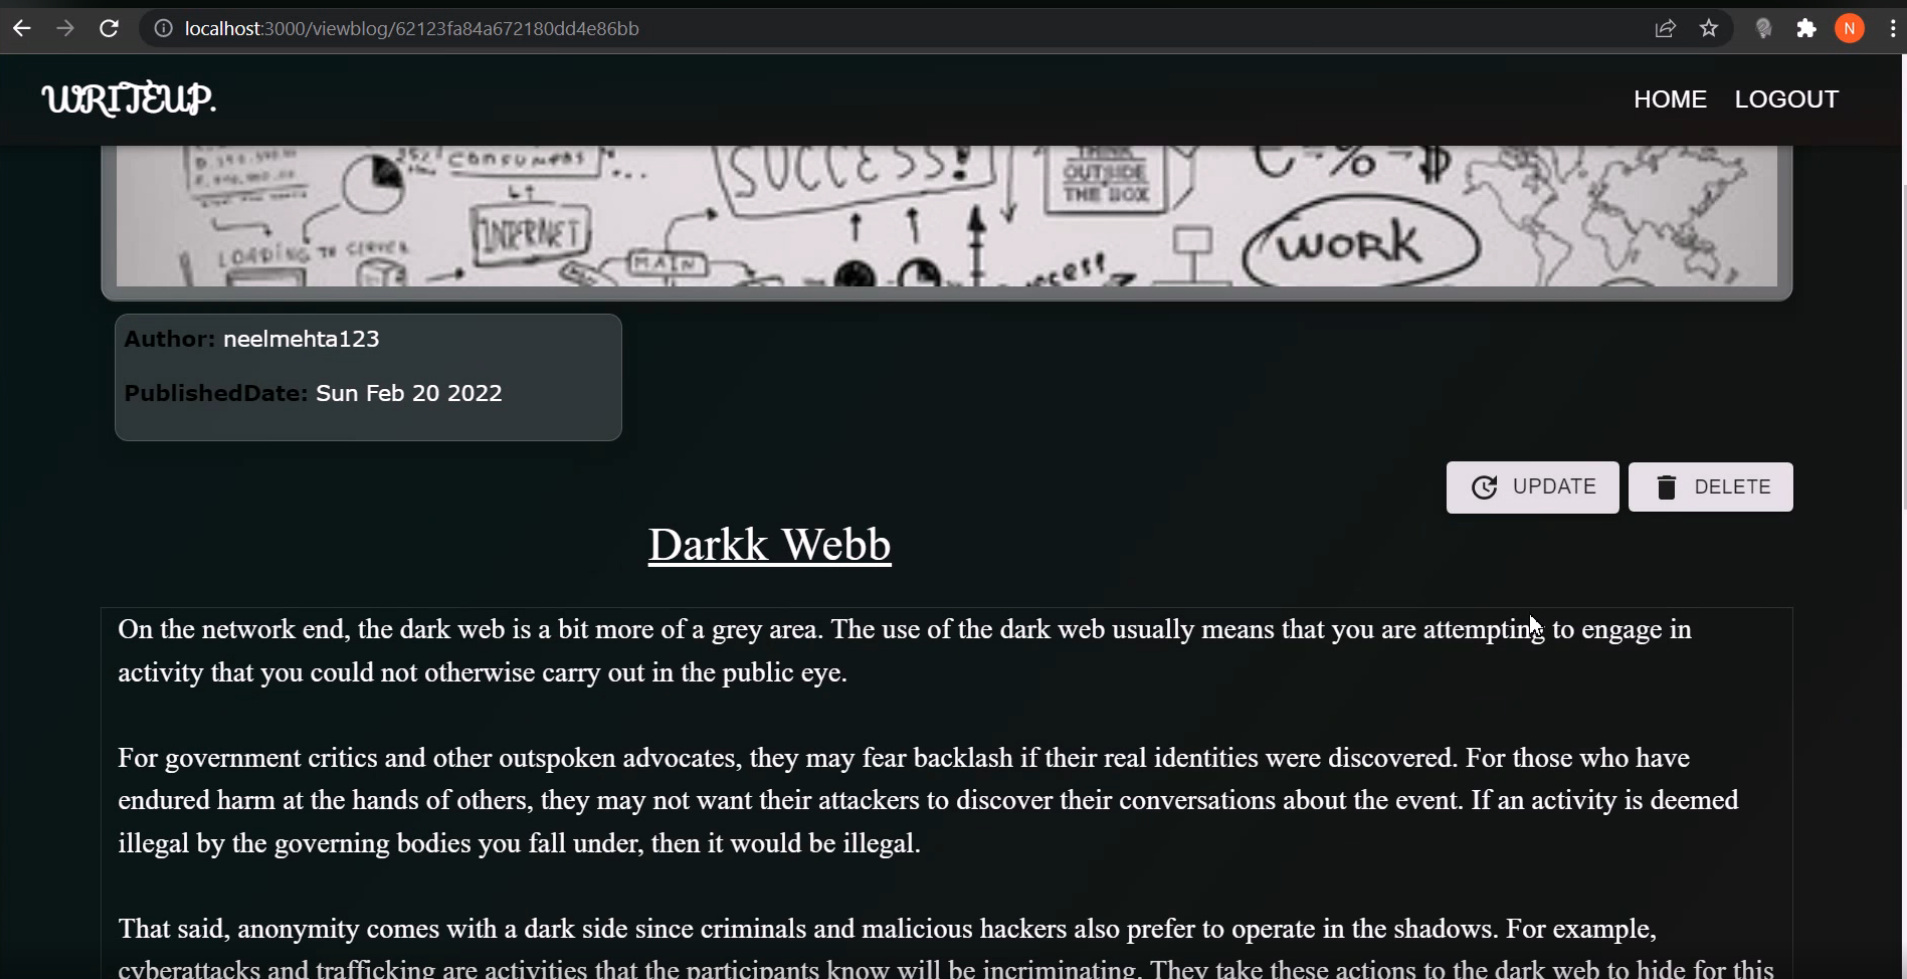 localhost:3000/viewblog/62123fa84a672180dd4e86bb
N
WRITEUP.
HOME LOGOUT
CONSUMERS
...
SUCCESS!
THINK
OUTSIDE
THE BOX
€=%=$
INTERNET
WORK
LOADING TO SERVER
MAIN
Author: neelmehta123
PublishedDate: Sun Feb 20 2022
UPDATE DELETE
Darkk Webb
On the network end, the dark web is a bit more of a grey area. The use of the dark web usually means that you are attempting to engage in
activity that you could not otherwise carry out in the public eye.
For government critics and other outspoken advocates, they may fear backlash if their real identities were discovered. For those who have
endured harm at the hands of others, they may not want their attackers to discover their conversations about the event. If an activity is deemed
illegal by the governing bodies you fall under, then it would be illegal.
That said, anonymity comes with a dark side since criminals and malicious hackers also prefer to operate in the shadows. For example,
cyberattacks and trafficking are activities that the participants know will be incriminating. They take these actions to the dark web to hide for this